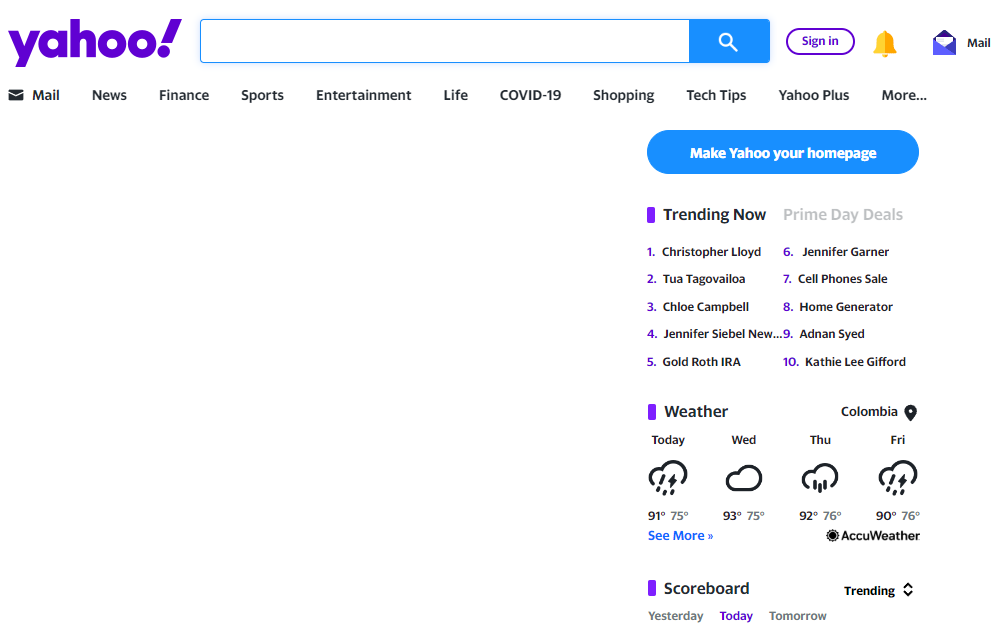 yahoo!
Sign in
Mail
Mail News Finance Sports Entertainment Life COVID-19 Shopping Tech Tips Yahoo Plus More...
Make Yahoo your homepage
Trending Now Prime Day Deals
1. Christopher Lloyd 6. Jennifer Garner
2. Tua Tagovailoa 7. Cell Phones Sale
3. Chloe Campbell 8. Home Generator
4. Jennifer Siebel New... 9. Adnan Syed
5. Gold Roth IRA 10. Kathie Lee Gifford
Weather Colombia
Today Wed Thu Fri
91° 75° 93° 75° 92° 76° 90° 76°
See More » AccuWeather
Scoreboard Trending
Yesterday Today Tomorrow